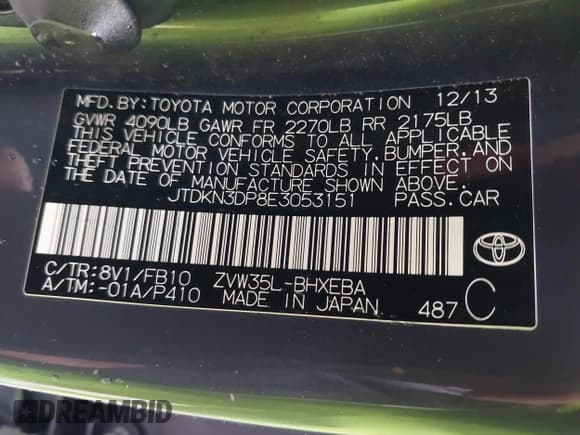 MFD. BY: TOYOTA MOTOR CORPORATION 12/13
GVWR 4090LB GAWR FR 2270LB RR 2175LB
THIS VEHICLE CONFORMS TO ALL APPLICABLE
FEDERAL MOTOR VEHICLE SAFETY, BUMPER, AND
THEFT PREVENTION STANDARDS IN EFFECT ON
THE DATE OF MANUFACTURE SHOWN ABOVE.
JTDKN3DP8E3053151 PASS. CAR
C/TR: 8V1/FB10 ZVW35L-BHXEBA
A/TM: -01A/P410 MADE IN JAPAN 487 C
DREAMBID